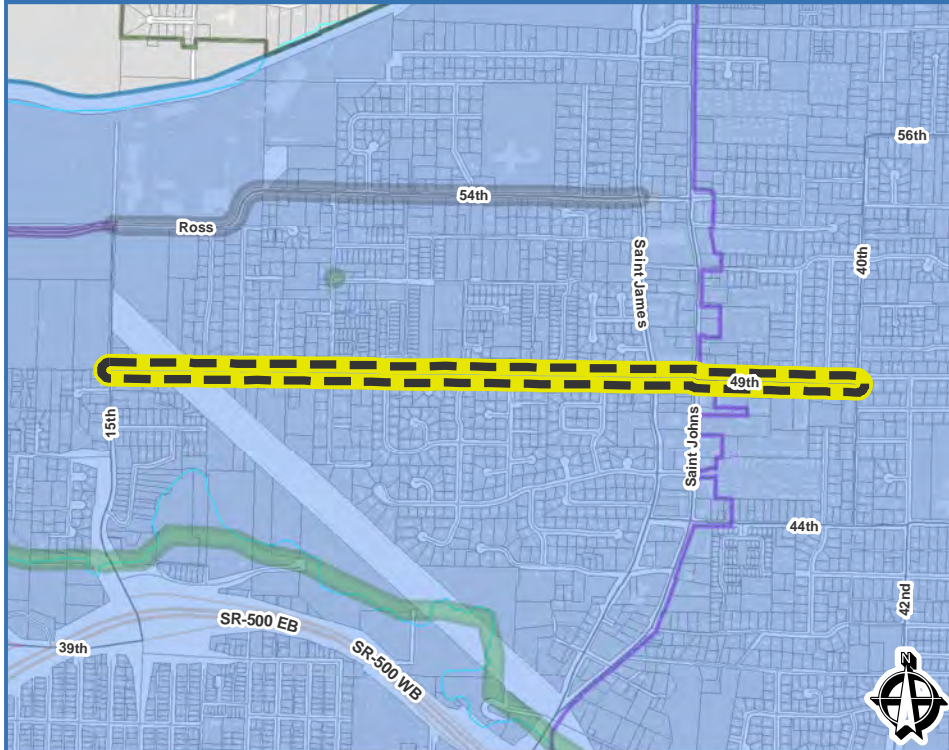 56th
54th
Ross
Saint James
40th
49th
15th
Saint Johns
44th
42nd
SR-500 EB
39th
SR-500 WB
N